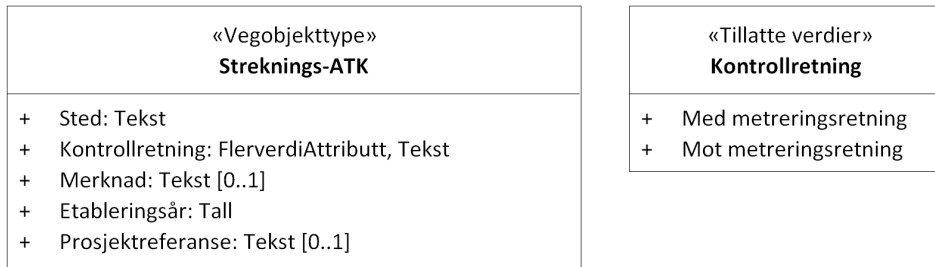 «Vegobjekttype»
Streknings-ATK
+ Sted: Tekst
+ Kontrollretning: FlerverdiAttributt, Tekst
+ Merknad: Tekst [0..1]
+ Etableringsår: Tall
+ Prosjektreferanse: Tekst [0..1]
«Tillatte verdier»
Kontrollretning
+ Med metreringsretning
+ Mot metreringsretning